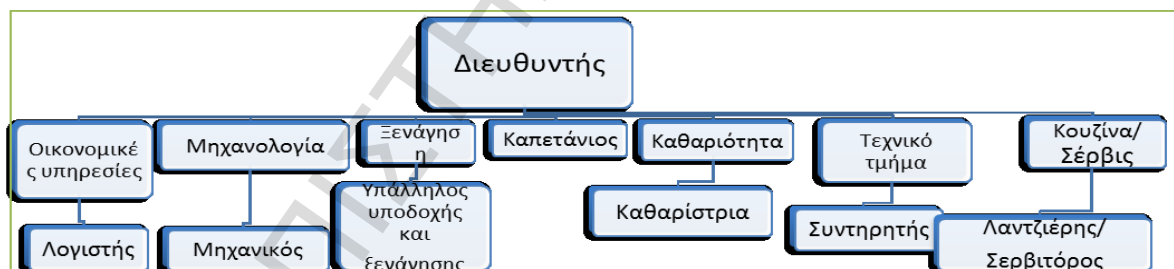 Διευθυντής
Οικονομικέ
ς υπηρεσίες
Μηχανολογία
Ξενάγησ
η
Καπετάνιος
Καθαριότητα
Τεχνικό
τμήμα
Κουζίνα/
Σέρβις
Λογιστής
Μηχανικός
Υπάλληλος
υποδοχής
και
ξενάγησης
Καθαρίστρια
Συντηρητής
Λαντζιέρης/
Σερβιτόρος